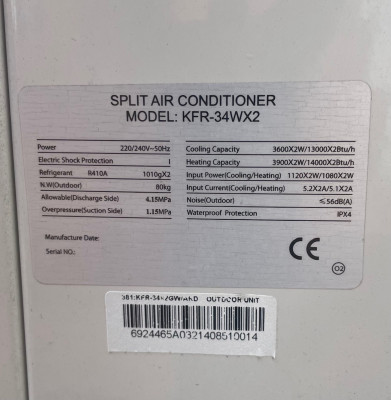 SPLIT AIR CONDITIONER
MODEL: KFR-34WX2
Power 220/240V~50Hz
Electric Shock Protection I
Refrigerant R410A 1010gX2
N.W(Outdoor) 80kg
Allowable(Discharge Side) 4.15MPa
Overpressure(Suction Side) 1.15MPa
Cooling Capacity 3600X2W/13000X2Btu/h
Heating Capacity 3900X2W/14000X2Btu/h
Input Power(Cooling/Heating) 1120X2W/1080X2W
Input Current(Cooling/Heating) 5.2X2A/5.1X2A
Noise(Outdoor) ≤56dB(A)
Waterproof Protection IPX4
Manufacture Date:
Serial NO.:
CE
02
OUTDOOR UNIT
6924465A0321408510014